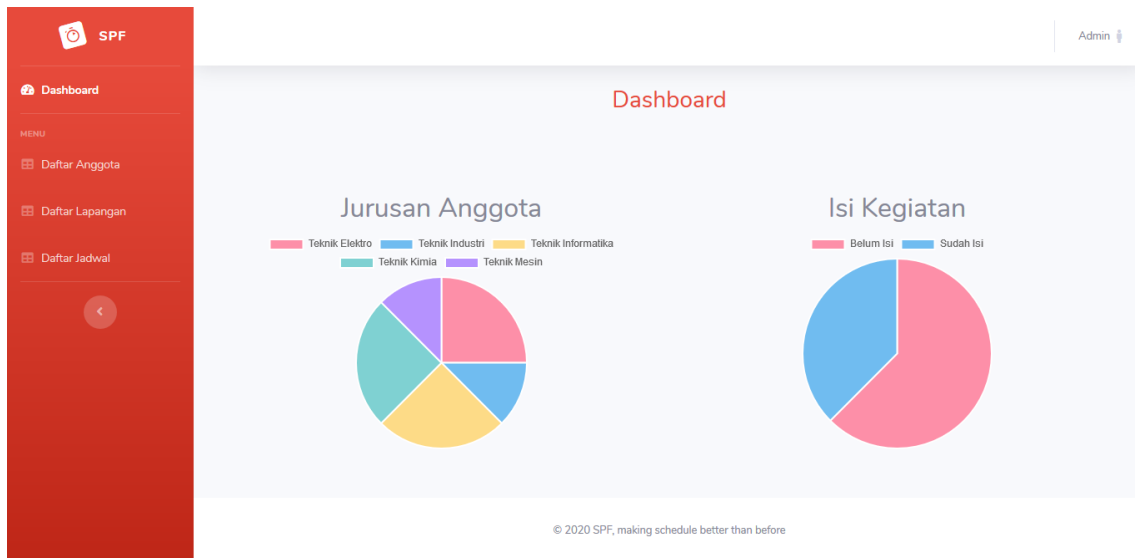 SPF
Admin
Dashboard
MENU
Daftar Anggota
Daftar Lapangan
Daftar Jadwal
Dashboard
Jurusan Anggota
Teknik Elektro Teknik Industri Teknik Informatika
Teknik Kimia Teknik Mesin
Isi Kegiatan
Belum Isi Sudah Isi
© 2020 SPF, making schedule better than before